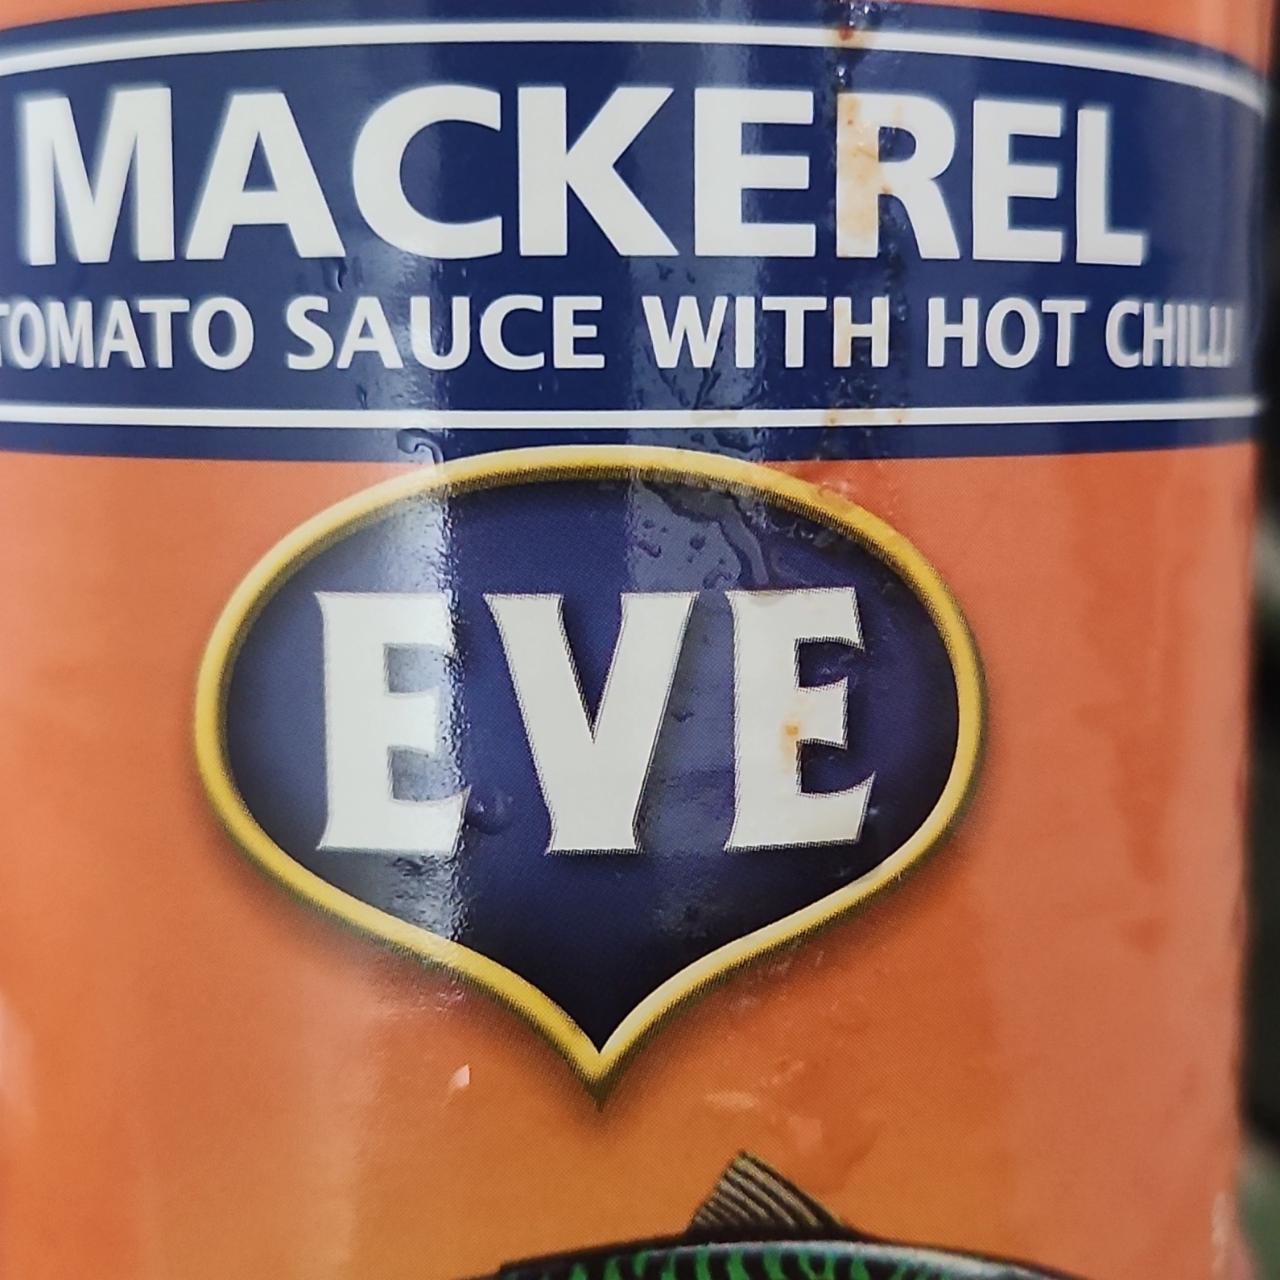 MACKEREL
TOMATO SAUCE WITH HOT CHILLI
EVE